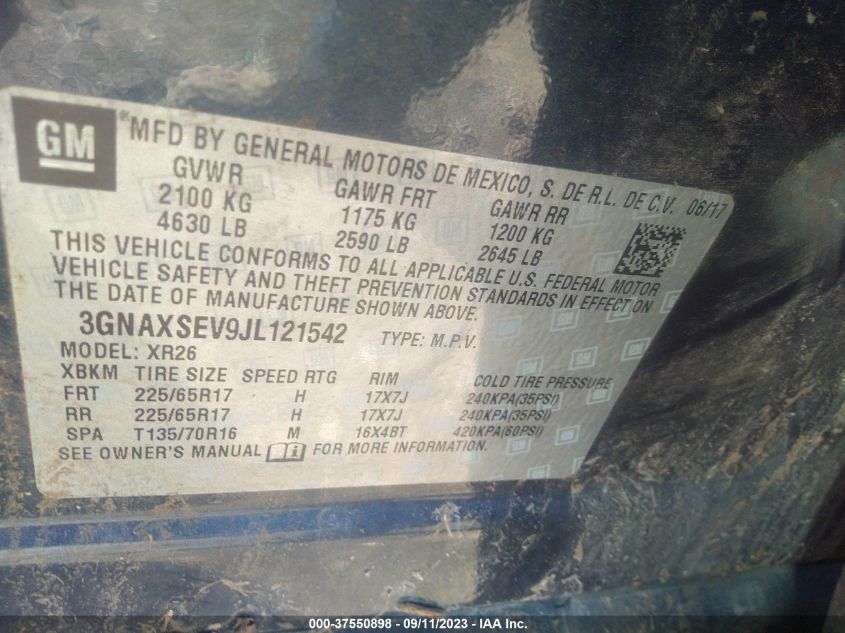 GM
*MFD BY GENERAL MOTORS DE MEXICO, S. DE R.L. DE C.V. 06/17
GVWR GAWR FRT GAWR RR
2100 KG 1175 KG 1200 KG
4630 LB 2590 LB 2645 LB
THIS VEHICLE CONFORMS TO ALL APPLICABLE U.S. FEDERAL MOTOR
VEHICLE SAFETY AND THEFT PREVENTION STANDARDS IN EFFECT ON
THE DATE OF MANUFACTURE SHOWN ABOVE.
3GNAXSEV9JL121542 TYPE: M.P.V.
MODEL: XR26
XBKM TIRE SIZE SPEED RTG RIM COLD TIRE PRESSURE
FRT 225/65R17 H 17X7J 240KPA(35PSI)
RR 225/65R17 H 17X7J 240KPA(35PSI)
SPA T135/70R16 M 16X4BT 420KPA(60PSI)
SEE OWNER'S MANUAL i FOR MORE INFORMATION.
000-37550898 - 09/11/2023 - IAA Inc.